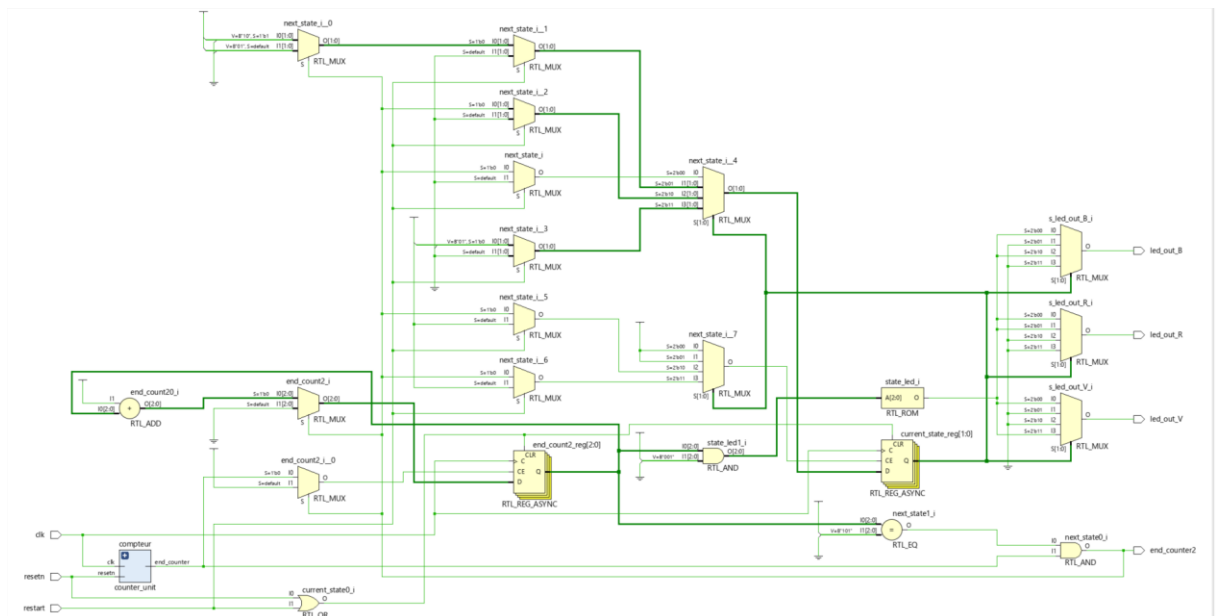 next_state_i__0
V=B"10", S=1'b1 I0[1:0]
V=B"01", S=default I1[1:0]
O[1:0]
S
RTL_MUX
next_state_i__1
S=1'b0 I0[1:0]
S=default I1[1:0]
O[1:0]
S
RTL_MUX
next_state_i__2
S=1'b0 I0[1:0]
S=default I1[1:0]
O[1:0]
S
RTL_MUX
next_state_i
S=1'b0 I0
S=default I1
O
S
RTL_MUX
next_state_i__3
V=B"01", S=1'b0 I0[1:0]
S=default I1[1:0]
O[1:0]
S
RTL_MUX
next_state_i__4
S=2'b00 I0
S=2'b01 I1[1:0]
S=2'b10 I2[1:0]
S=2'b11 I3[1:0]
O[1:0]
S[1:0]
RTL_MUX
next_state_i__5
S=1'b0 I0
S=default I1
O
S
RTL_MUX
next_state_i__6
S=1'b0 I0
S=default I1
O
S
RTL_MUX
next_state_i__7
S=2'b00 I0
S=2'b01 I1
S=2'b10 I2
S=2'b11 I3
O
S[1:0]
RTL_MUX
s_led_out_B_i
S=2'b00 I0
S=2'b01 I1
S=2'b10 I2
S=2'b11 I3
O
S[1:0]
RTL_MUX
led_out_B
s_led_out_R_i
S=2'b00 I0
S=2'b01 I1
S=2'b10 I2
S=2'b11 I3
O
S[1:0]
RTL_MUX
led_out_R
s_led_out_V_i
S=2'b00 I0
S=2'b01 I1
S=2'b10 I2
S=2'b11 I3
O
S[1:0]
RTL_MUX
led_out_V
end_count20_i
I1
I0[2:0]
+
O[2:0]
RTL_ADD
end_count2_i
S=1'b0 I0[2:0]
S=default I1[2:0]
O[2:0]
S
RTL_MUX
end_count2_i__0
S=1'b0 I0
S=default I1
O
S
RTL_MUX
end_count2_reg[2:0]
CLR
C
CE
D
Q
RTL_REG_ASYNC
state_led1_i
I0[2:0]
V=B"001" I1[2:0]
O[2:0]
RTL_AND
state_led_i
A[2:0] O
RTL_ROM
current_state_reg[1:0]
CLR
C
CE
D
Q
RTL_REG_ASYNC
next_state1_i
I0[2:0]
V=B"101" I1[2:0]
=
O
RTL_EQ
next_state0_i
I0
I1
O
RTL_AND
end_counter2
clk
resetn
restart
compteur
clk
resetn
end_counter
counter_unit
current_state0_i
I0
I1
O
RTL_OR